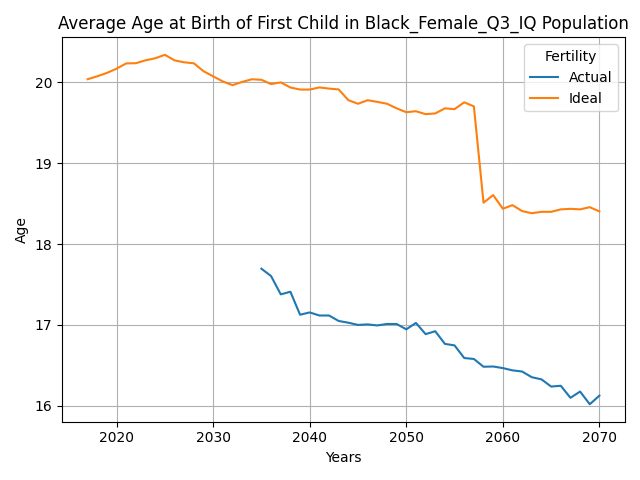 Average Age at Birth of First Child in Black_Female_Q3_IQ Population
Fertility
Actual
Ideal
Age
20
19
18
17
16
2020
2030
2040
2050
2060
2070
Years